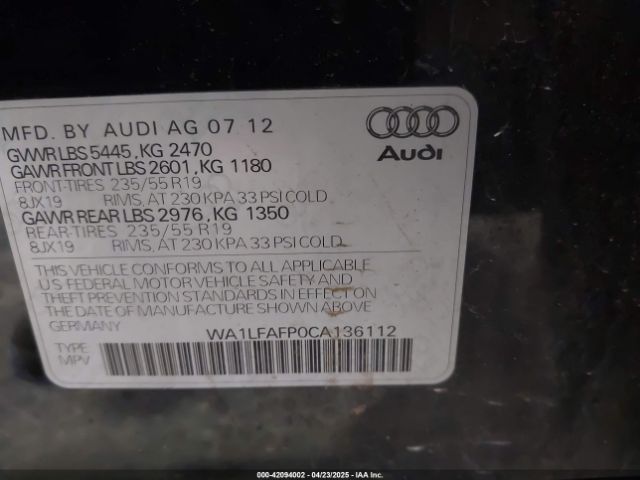 MFD. BY AUDI AG 07 12
GVWR LBS 5445, KG 2470
GAWR FRONT LBS 2601, KG 1180
FRONT-TIRES 235/55 R19
8JX19 RIMS, AT 230 KPA 33 PSI COLD
GAWR REAR LBS 2976, KG 1350
REAR-TIRES 235/55 R19
8JX19 RIMS, AT 230 KPA 33 PSI COLD
Audi
THIS VEHICLE CONFORMS TO ALL APPLICABLE
U S FEDERAL MOTOR VEHICLE SAFETY AND
THEFT PREVENTION STANDARDS IN EFFECT ON
THE DATE OF MANUFACTURE SHOWN ABOVE.
GERMANY WA1LFAFP0CA136112
TYPE
MPV
000-42094002 - 04/23/2025 - IAA Inc.